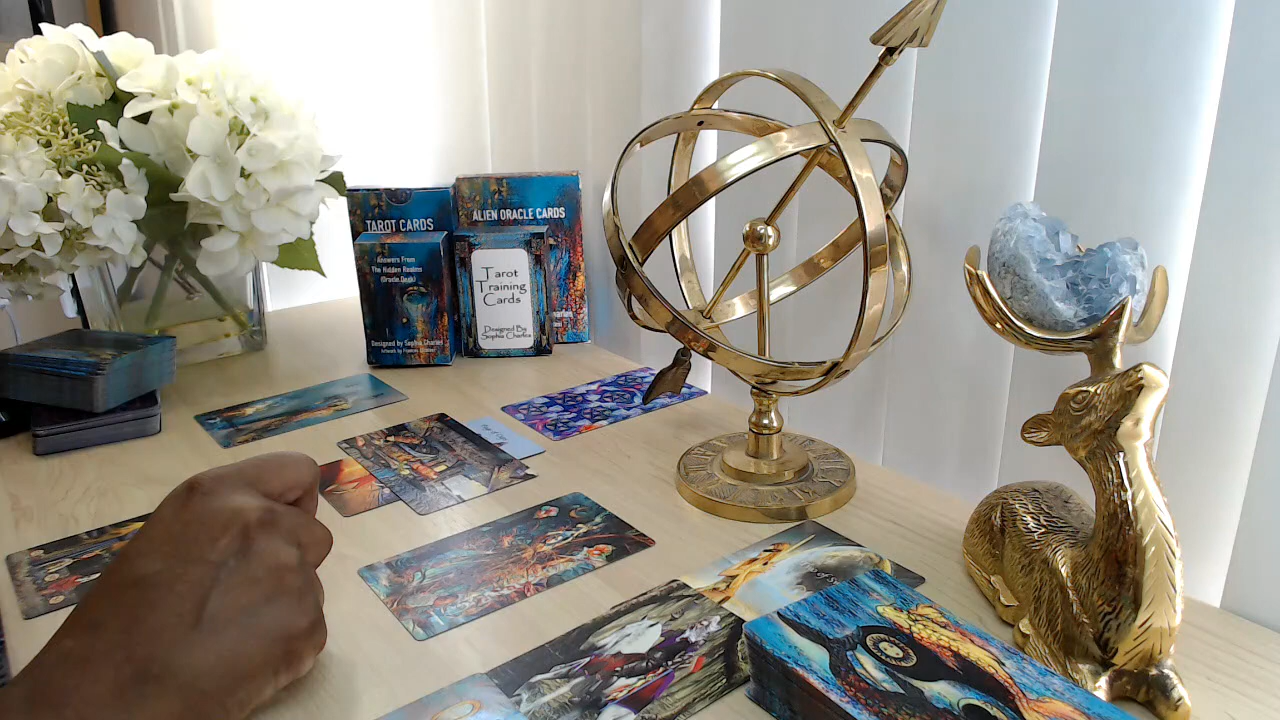 TAROT CARDS
Answers From
The Hidden Realms
(Oracle Deck)
Designed by Sophia Charles
ALIEN ORACLE CARDS
Tarot
Training
Cards
Designed By
Sophia Charles